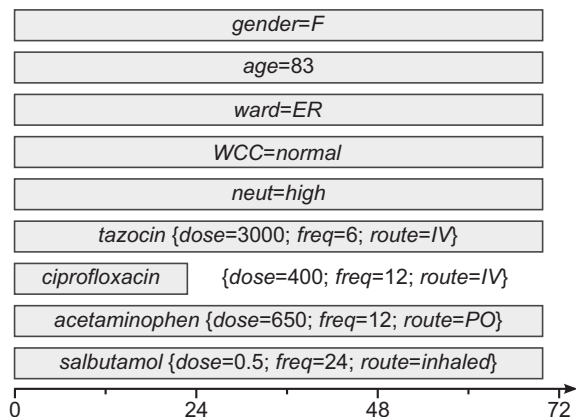 gender=F
age=83
ward=ER
WCC=normal
neut=high
tazocin {dose=3000; freq=6; route=IV}
ciprofloxacin {dose=400; freq=12; route=IV}
acetaminophen {dose=650; freq=12; route=PO}
salbutamol {dose=0.5; freq=24; route=inhaled}
0 24 48 72